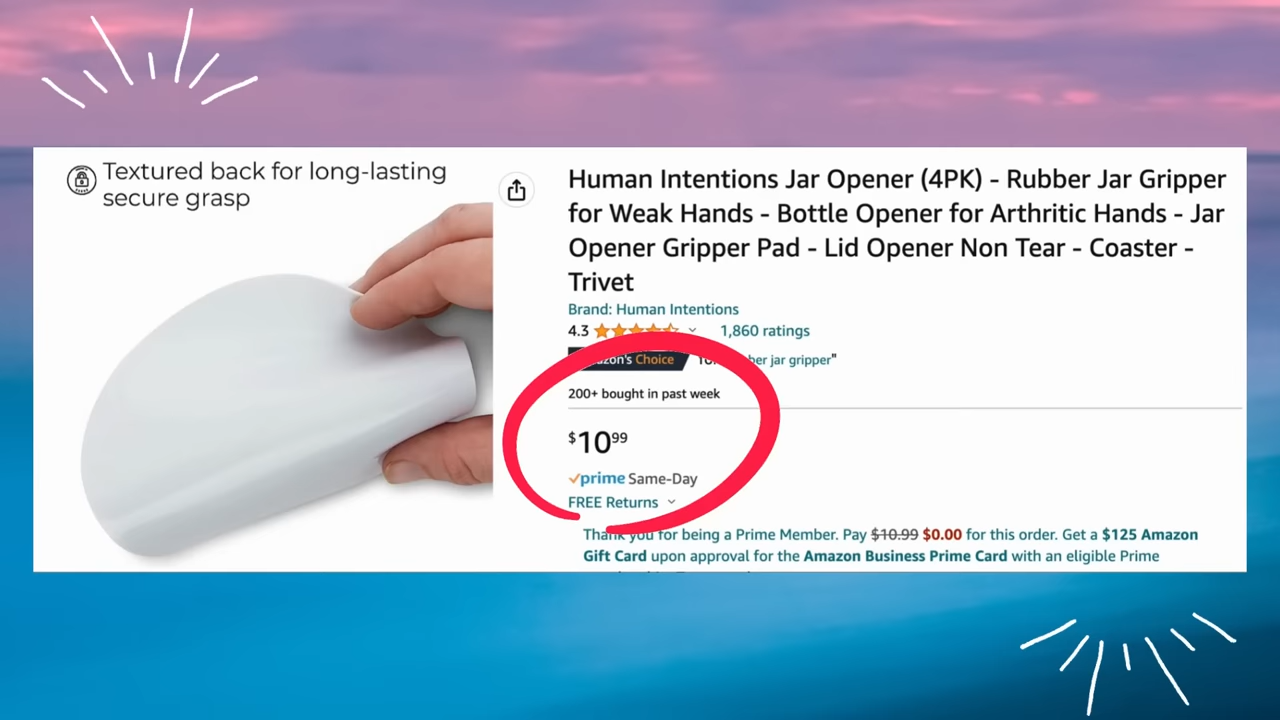 Textured back for long-lasting
secure grasp
Human Intentions Jar Opener (4PK) - Rubber Jar Gripper
for Weak Hands - Bottle Opener for Arthritic Hands - Jar
Opener Gripper Pad - Lid Opener Non Tear - Coaster -
Trivet
Brand: Human Intentions
4.3 1,860 ratings
Choice jar gripper"
200+ bought in past week
$10.99
prime Same-Day
FREE Returns
Thank you for being a Prime Member. Pay $10.99 $0.00 for this order. Get a $125 Amazon
Gift Card upon approval for the Amazon Business Prime Card with an eligible Prime